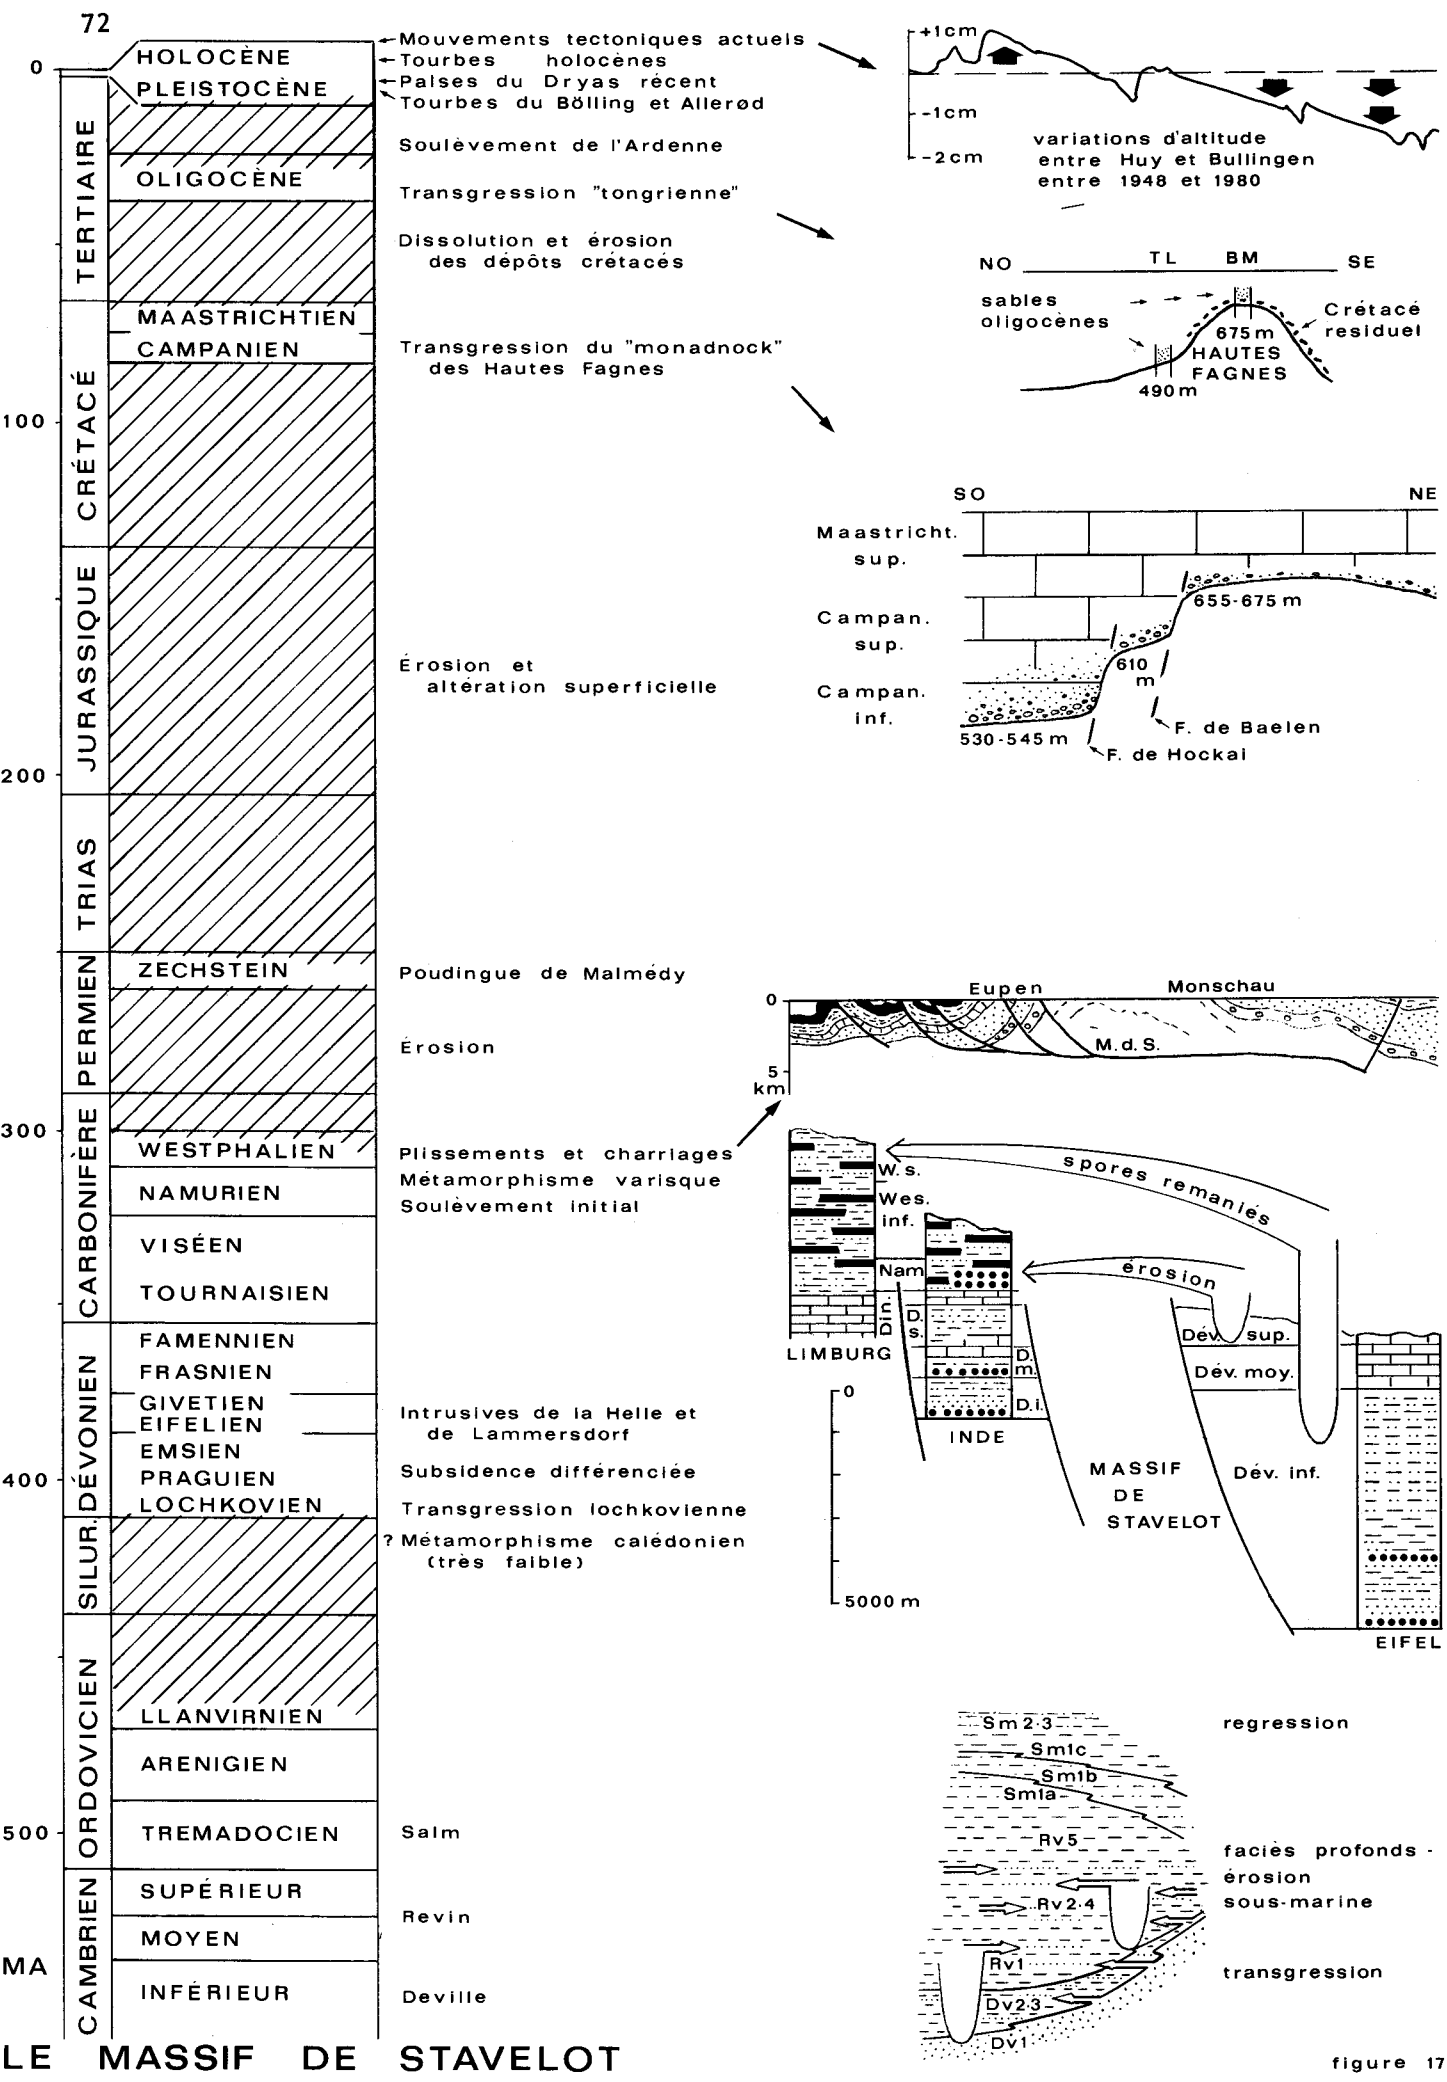 72
0
100
200
300
400
500
MA
TERTIAIRE
CRÉTACÉ
JURASSIQUE
TRIAS
PERMIEN
CARBONIFÈRE
DÉVONIEN
SILUR.
ORDOVICIEN
CAMBRIEN
HOLOCÈNE
PLEISTOCÈNE
OLIGOCÈNE
MAASTRICHTIEN
CAMPANIEN
ZECHSTEIN
WESTPHALIEN
NAMURIEN
VISÉEN
TOURNAISIEN
FAMENNIEN
FRASNIEN
GIVETIEN
EIFELIEN
EMSIEN
PRAGUIEN
LOCHKOVIEN
LLANVIRNIEN
ARENIGIEN
TREMADOCIEN
SUPÉRIEUR
MOYEN
INFÉRIEUR
Mouvements tectoniques actuels
Tourbes holocènes
Palses du Dryas récent
Tourbes du Bölling et Allerød
Soulèvement de l'Ardenne
Transgression "tongrienne"
Dissolution et érosion
des dépôts crétacés
Transgression du "monadnock"
des Hautes Fagnes
Érosion et
altération superficielle
Poudingue de Malmédy
Érosion
Plissements et charriages
Métamorphisme varisque
Soulèvement initial
Intrusives de la Helle et
de Lammersdorf
Subsidence différenciée
Transgression lochkovienne
? Métamorphisme calédonien
(très faible)
Salm
Revin
Deville
+1cm
-1cm
-2cm
variations d'altitude
entre Huy et Bullingen
entre 1948 et 1980
NO TL BM SE
sables
oligocènes
Crétacé
residuel
675 m
HAUTES
FAGNES
490 m
SO NE
Maastricht.
sup.
Campan.
sup.
Campan.
inf.
655-675 m
610
m
530-545 m
F. de Baelen
F. de Hockai
Eupen Monschau
0
5
km
M.d.S.
W.s.
Wes.
inf.
Nam
Din
D.
s.
D.
m.
D.i.
LIMBURG
INDE
spores remaniés
érosion
Dév. sup.
Dév. moy.
Dév. inf.
MASSIF
DE
STAVELOT
EIFEL
0
5000 m
Sm2-3
Sm1c
Sm1b
Sm1a
Rv5
Rv2-4
Rv1
Dv2-3
Dv1
regression
faciès profonds -
érosion
sous-marine
transgression
LE MASSIF DE STAVELOT
figure 17